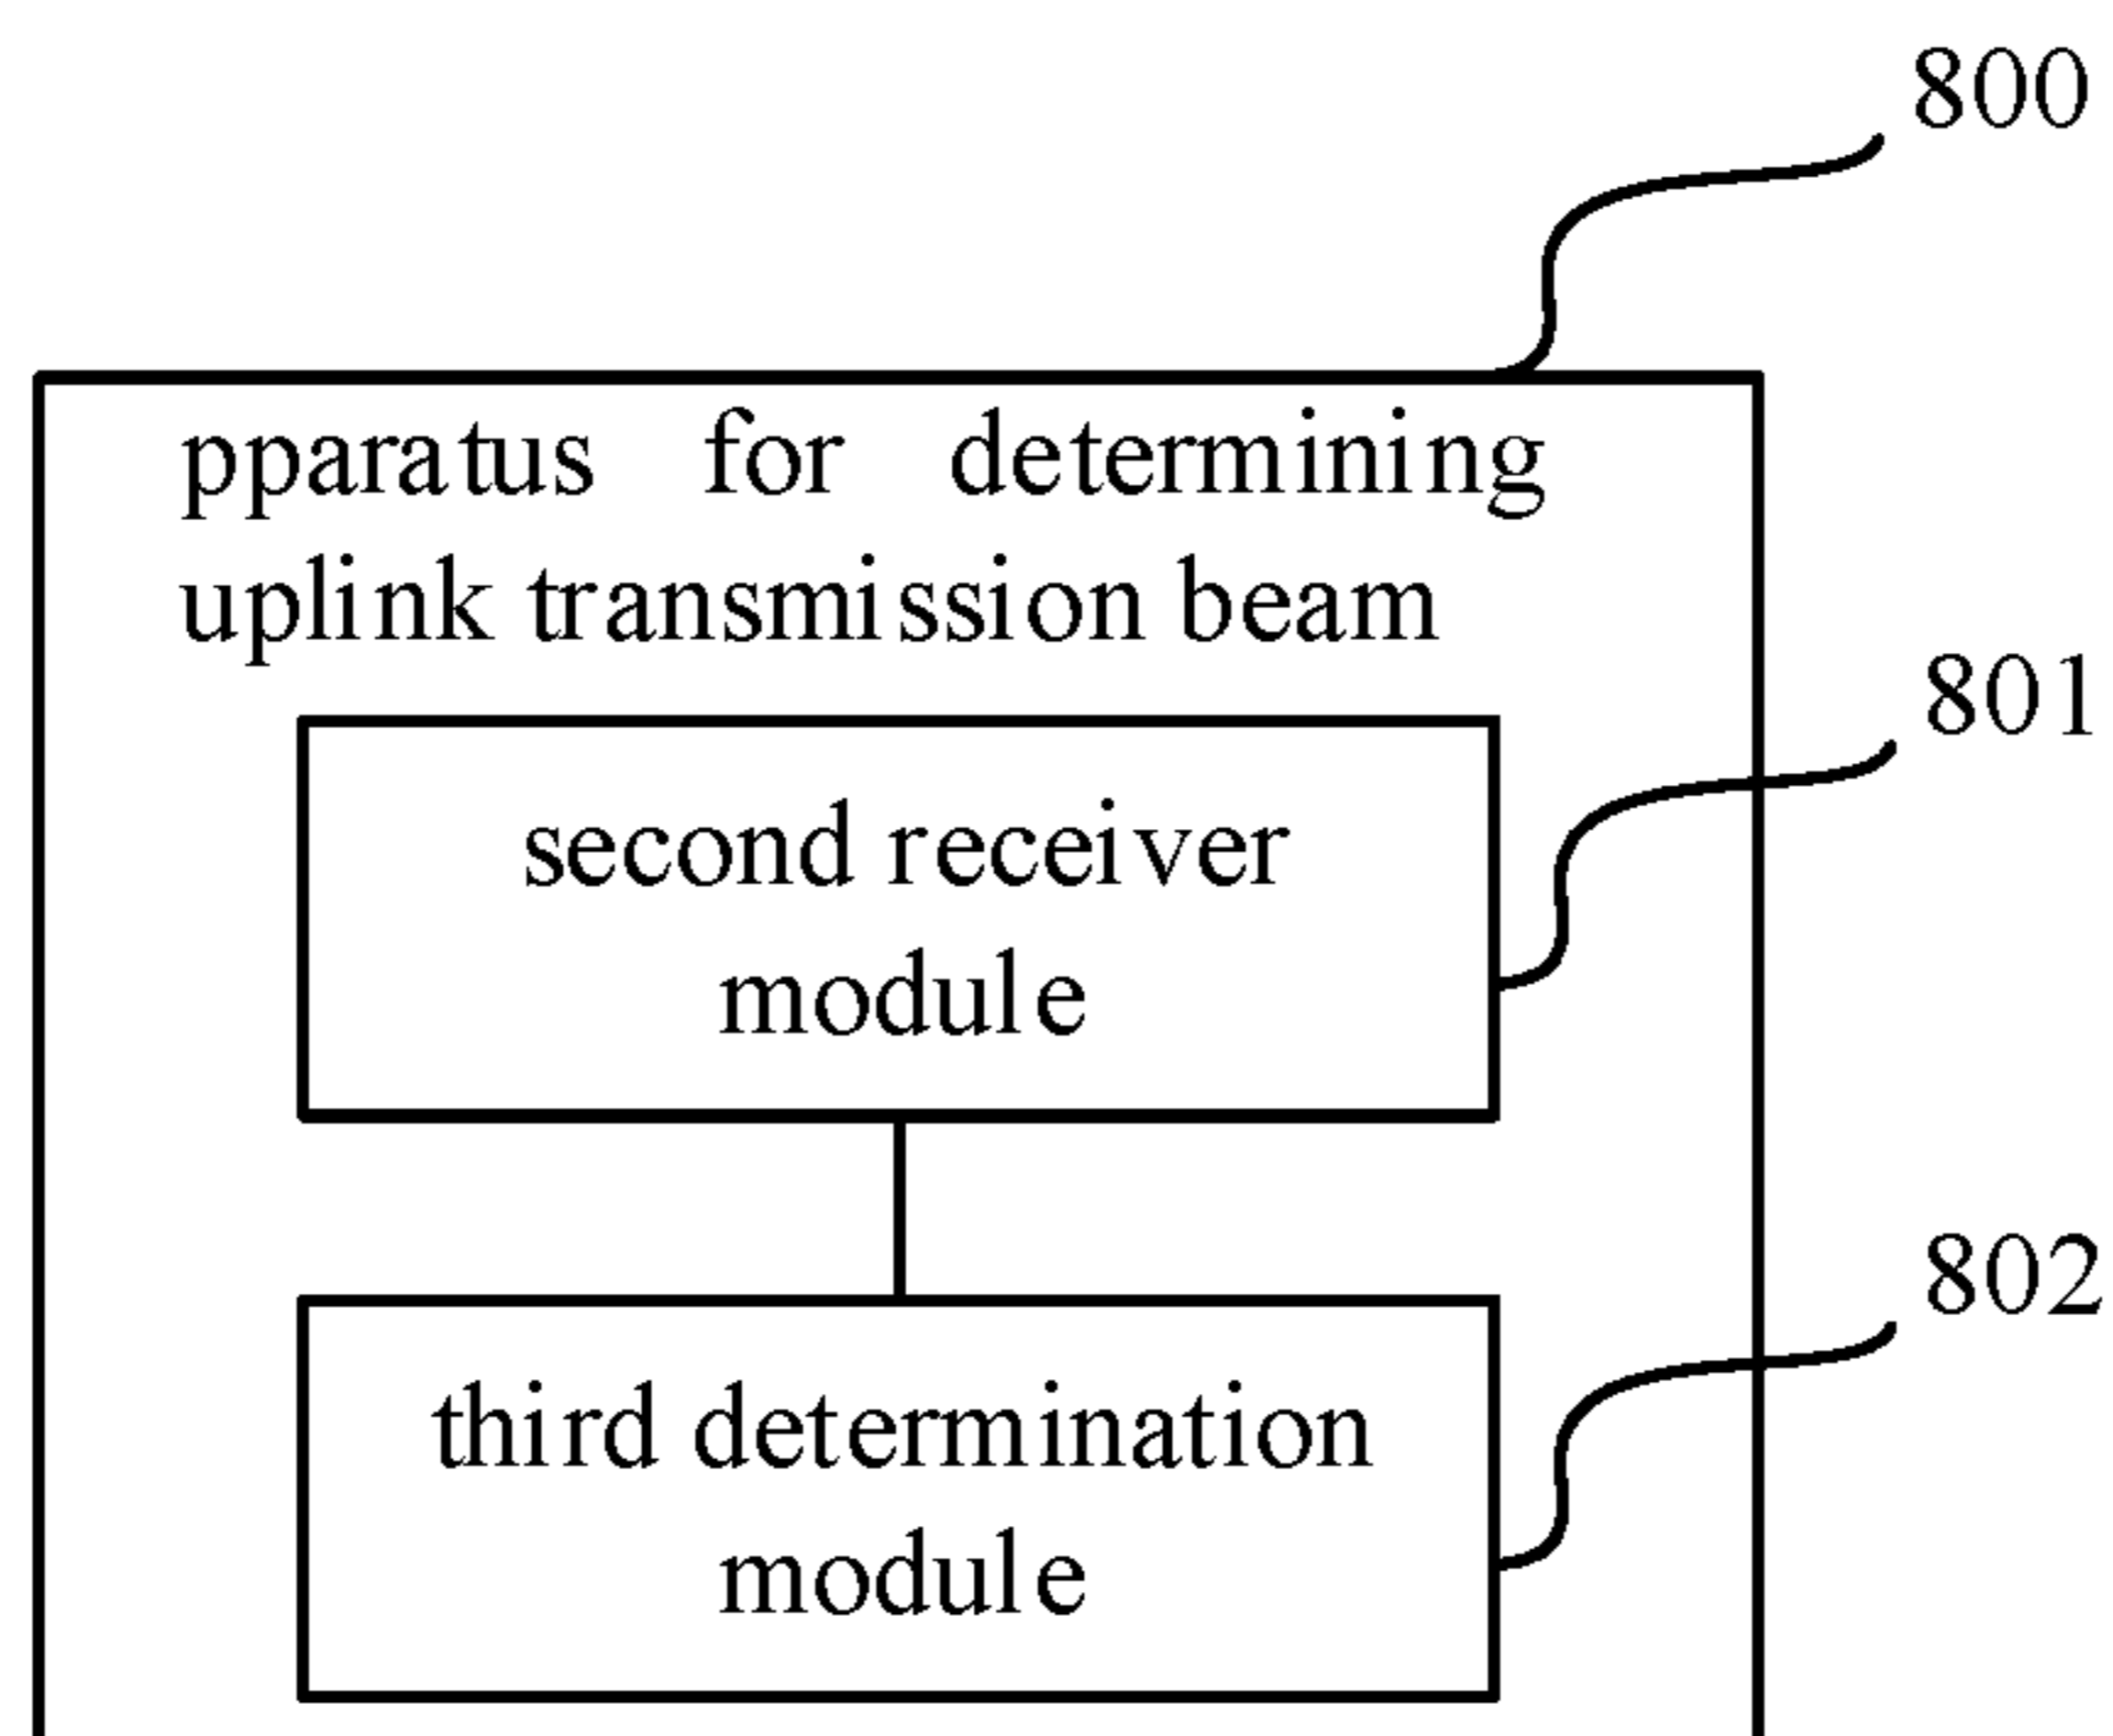 800
pparatus for determining
uplink transmission beam
801
second receiver
module
802
third determination
module